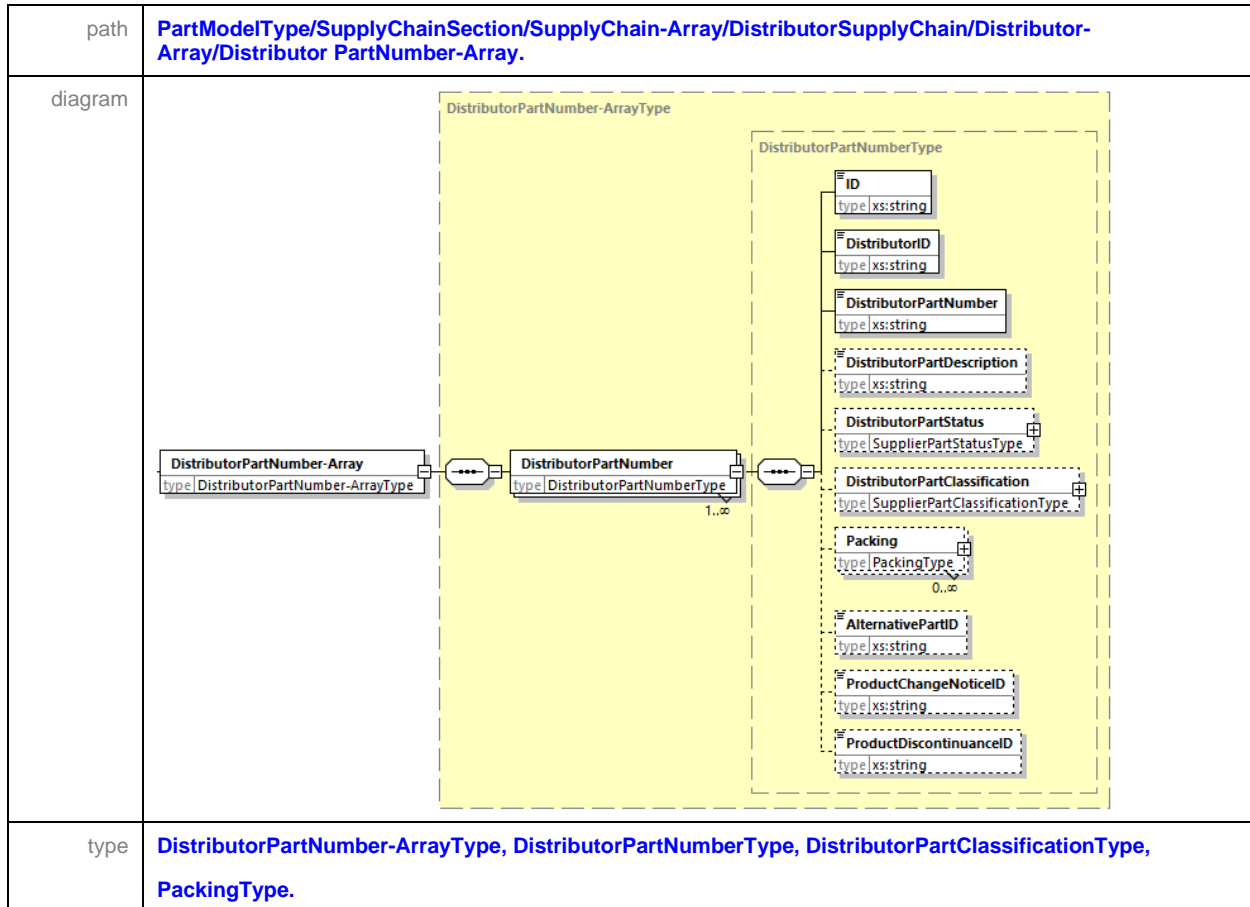 path
PartModelType/SupplyChainSection/SupplyChain-Array/DistributorSupplyChain/Distributor-
Array/Distributor PartNumber-Array.
diagram
DistributorPartNumber-ArrayType
DistributorPartNumberType
ID
type xs:string
DistributorID
type xs:string
DistributorPartNumber
type xs:string
DistributorPartDescription
type xs:string
DistributorPartStatus
type SupplierPartStatusType
DistributorPartNumber-Array
type DistributorPartNumber-ArrayType
DistributorPartNumber
type DistributorPartNumberType
1..∞
DistributorPartClassification
type SupplierPartClassificationType
Packing
type PackingType
0..∞
AlternativePartID
type xs:string
ProductChangeNoticeID
type xs:string
ProductDiscontinuanceID
type xs:string
type
DistributorPartNumber-ArrayType, DistributorPartNumberType, DistributorPartClassificationType,
PackingType.